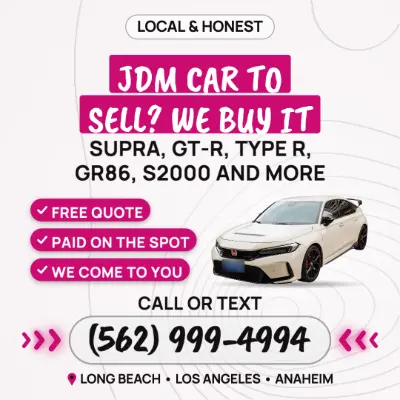 LOCAL & HONEST
JDM CAR TO
SELL? WE BUY IT
SUPRA, GT-R, TYPE R,
GR86, S2000 AND MORE
FREE QUOTE
PAID ON THE SPOT
WE COME TO YOU
CALL OR TEXT
(562) 999-4994
LONG BEACH • LOS ANGELES • ANAHEIM